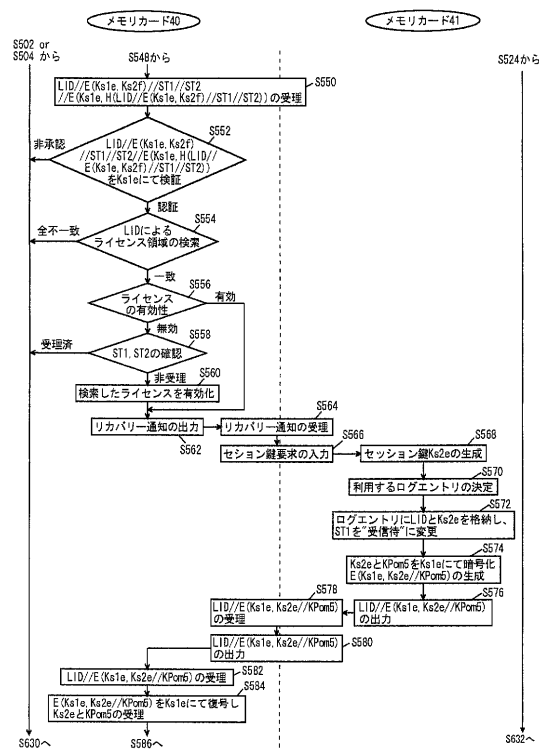 メモリカード40
メモリカード41
S502 or
S504 から
S548から
S524から
S550
LID//E(Ks1e, Ks2f)//ST1//ST2
//E(Ks1e, H(LID//E(Ks1e, Ks2f)//ST1//ST2))の受理
S552
非承認
LID//E(Ks1e, Ks2f)
//ST1//ST2//E(Ks1e, H(LID//
E(Ks1e, Ks2f)//ST1//ST2))
をKs1eにて検証
認証
S554
全不一致
LIDによる
ライセンス領域の検索
一致
S556
ライセンス
の有効性
有効
無効
S558
受理済
ST1, ST2の確認
非受理
S560
検索したライセンスを有効化
S564
リカバリー通知の出力
リカバリー通知の受理
S562
S566
S568
セション鍵要求の入力
セッション鍵Ks2eの生成
S570
利用するログエントリの決定
S572
ログエントリにLIDとKs2eを格納し、
ST1を"受信待"に変更
S574
Ks2eとKPom5をKs1eにて暗号化
E(Ks1e, Ks2e//KPom5)の生成
S578
S576
LID//E(Ks1e, Ks2e//KPom5)
の受理
LID//E(Ks1e, Ks2e//KPom5)
の出力
LID//E(Ks1e, Ks2e//KPom5)
の出力
S580
S582
LID//E(Ks1e, Ks2e//KPom5)の受理
S584
E(Ks1e, Ks2e//KPom5)をKs1eにて復号し
Ks2eとKPom5の受理
S630へ
S586へ
S632へ